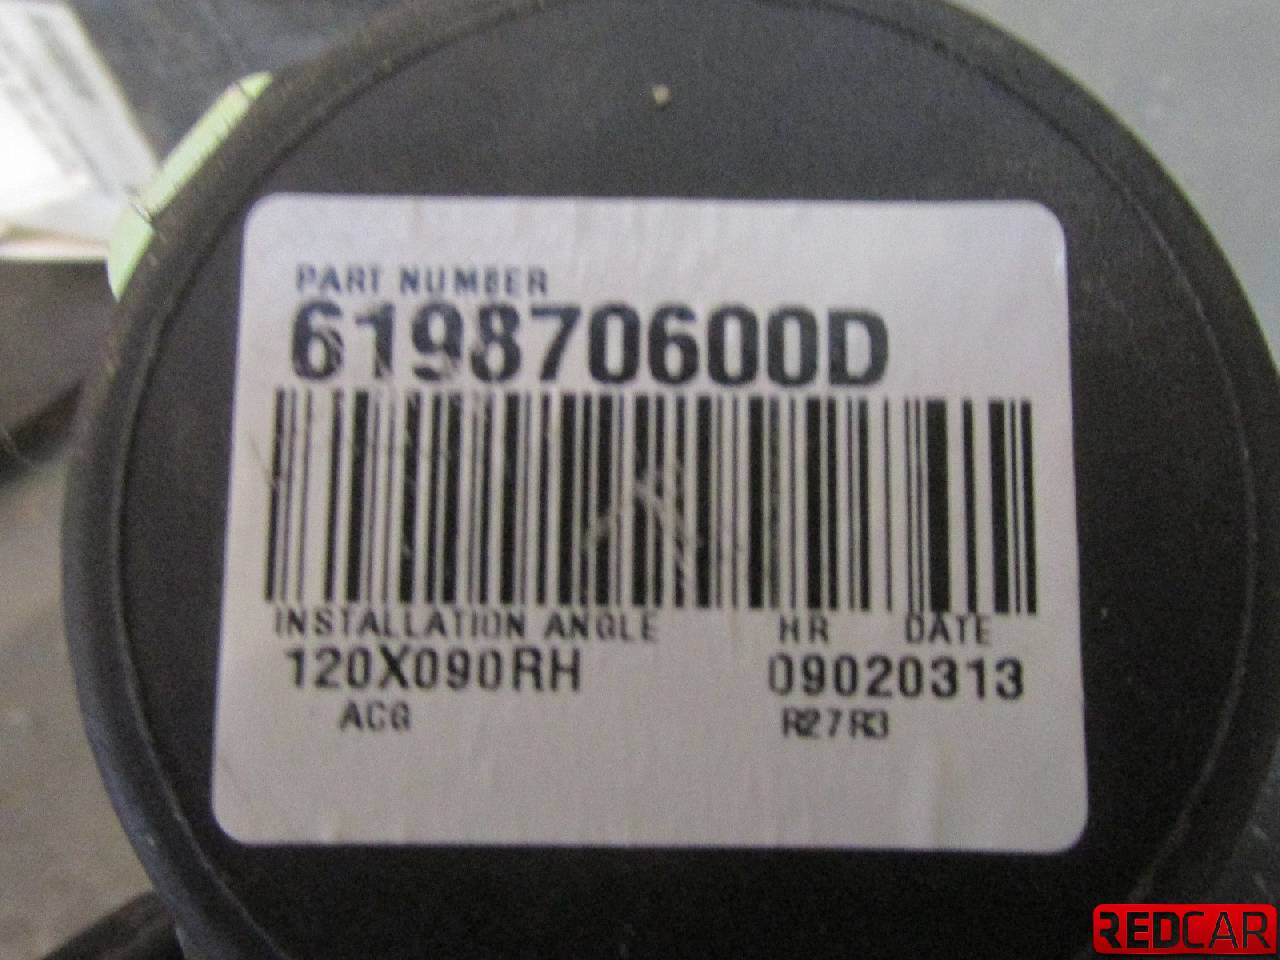 PART NUMBER
619870600D
INSTALLATION ANGLE HR DATE
120X090RH 09020313
ACG R27R3
REDCAR